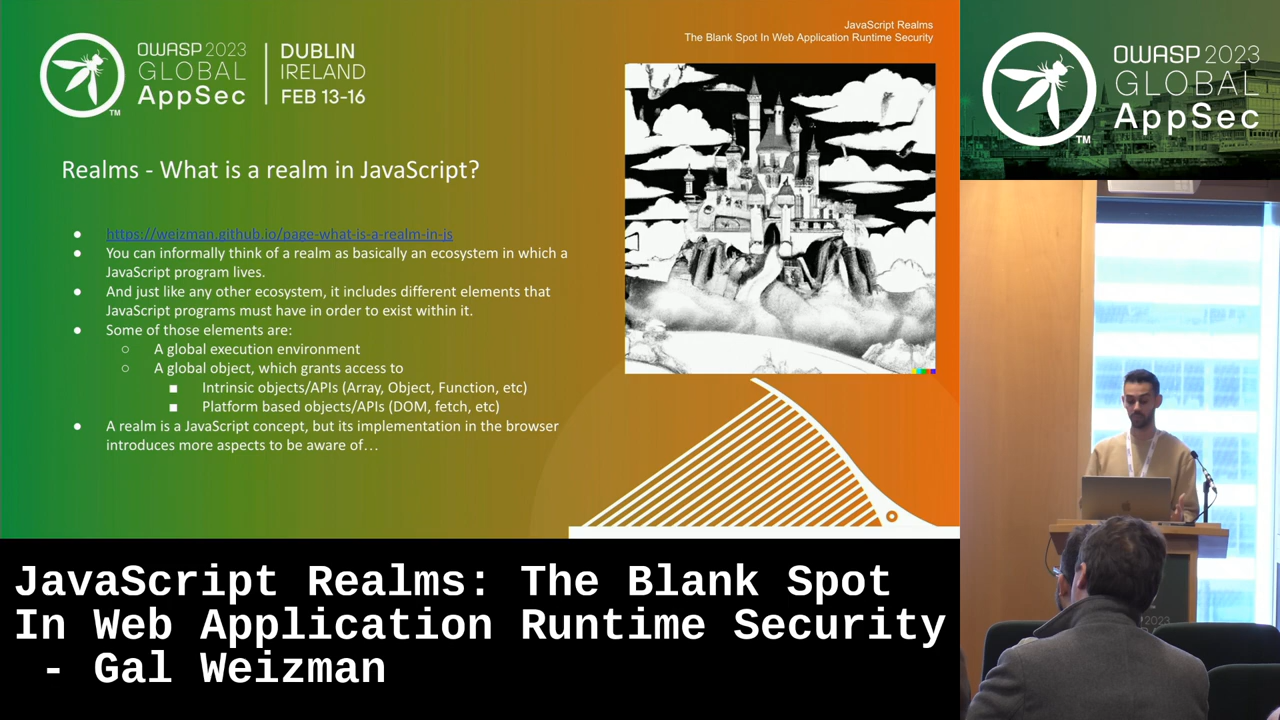 OWASP 2023
GLOBAL
AppSec
TM
DUBLIN
IRELAND
FEB 13-16
JavaScript Realms
The Blank Spot In Web Application Runtime Security
Realms - What is a realm in JavaScript?
https://weizman.github.io/page-what-is-a-realm-in-js
You can informally think of a realm as basically an ecosystem in which a
JavaScript program lives.
And just like any other ecosystem, it includes different elements that
JavaScript programs must have in order to exist within it.
Some of those elements are:
A global execution environment
A global object, which grants access to
Intrinsic objects/APIs (Array, Object, Function, etc)
Platform based objects/APIs (DOM, fetch, etc)
A realm is a JavaScript concept, but its implementation in the browser
introduces more aspects to be aware of...
OWASP 2023
GLOBAL
AppSec
TM
JavaScript Realms: The Blank Spot
In Web Application Runtime Security
- Gal Weizman